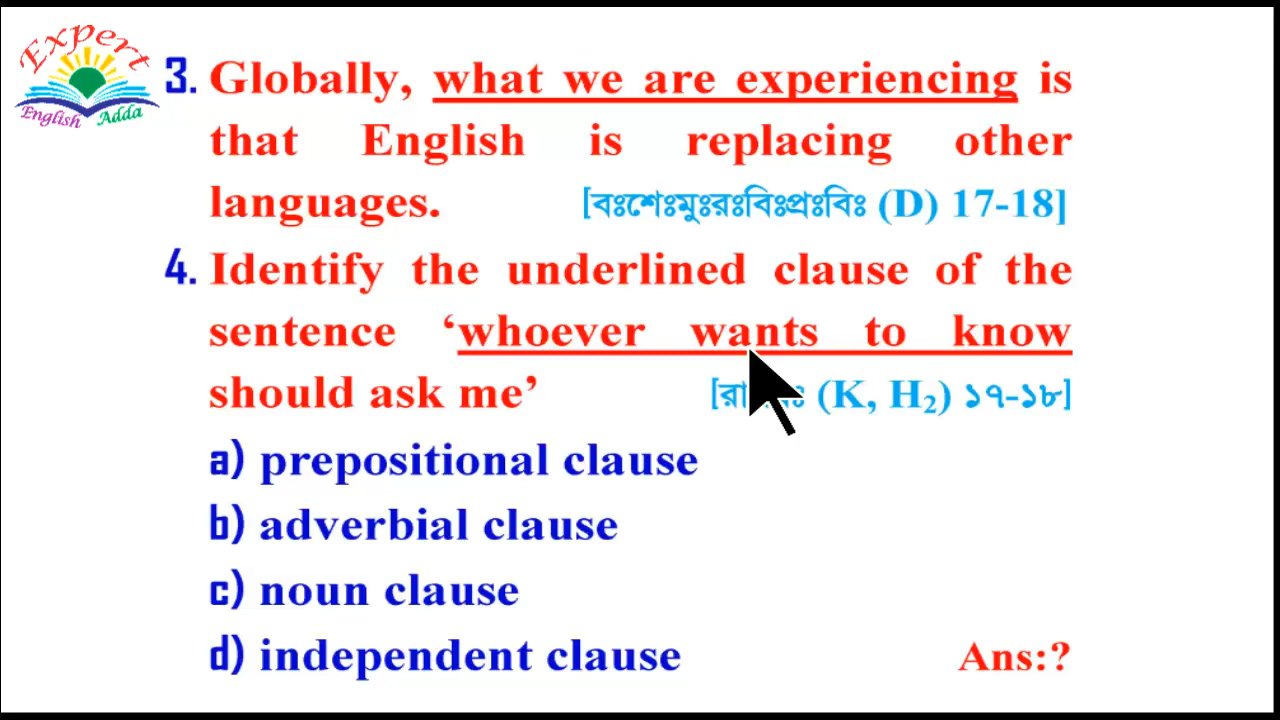 Expert
English Adda
3. Globally, what we are experiencing is
that English is replacing other
languages. [বঃশেঃমুঃরঃবিঃপ্রঃবিঃ (D) 17-18]
4. Identify the underlined clause of the
sentence ‘whoever wants to know
should ask me’ (K, H₂) ১৭-১৮]
a) prepositional clause
b) adverbial clause
c) noun clause
d) independent clause Ans:?